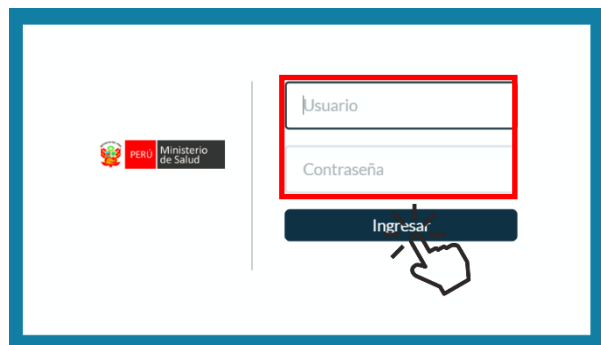 PERÚ
Ministerio
de Salud
Usuario
Contraseña
Ingresar